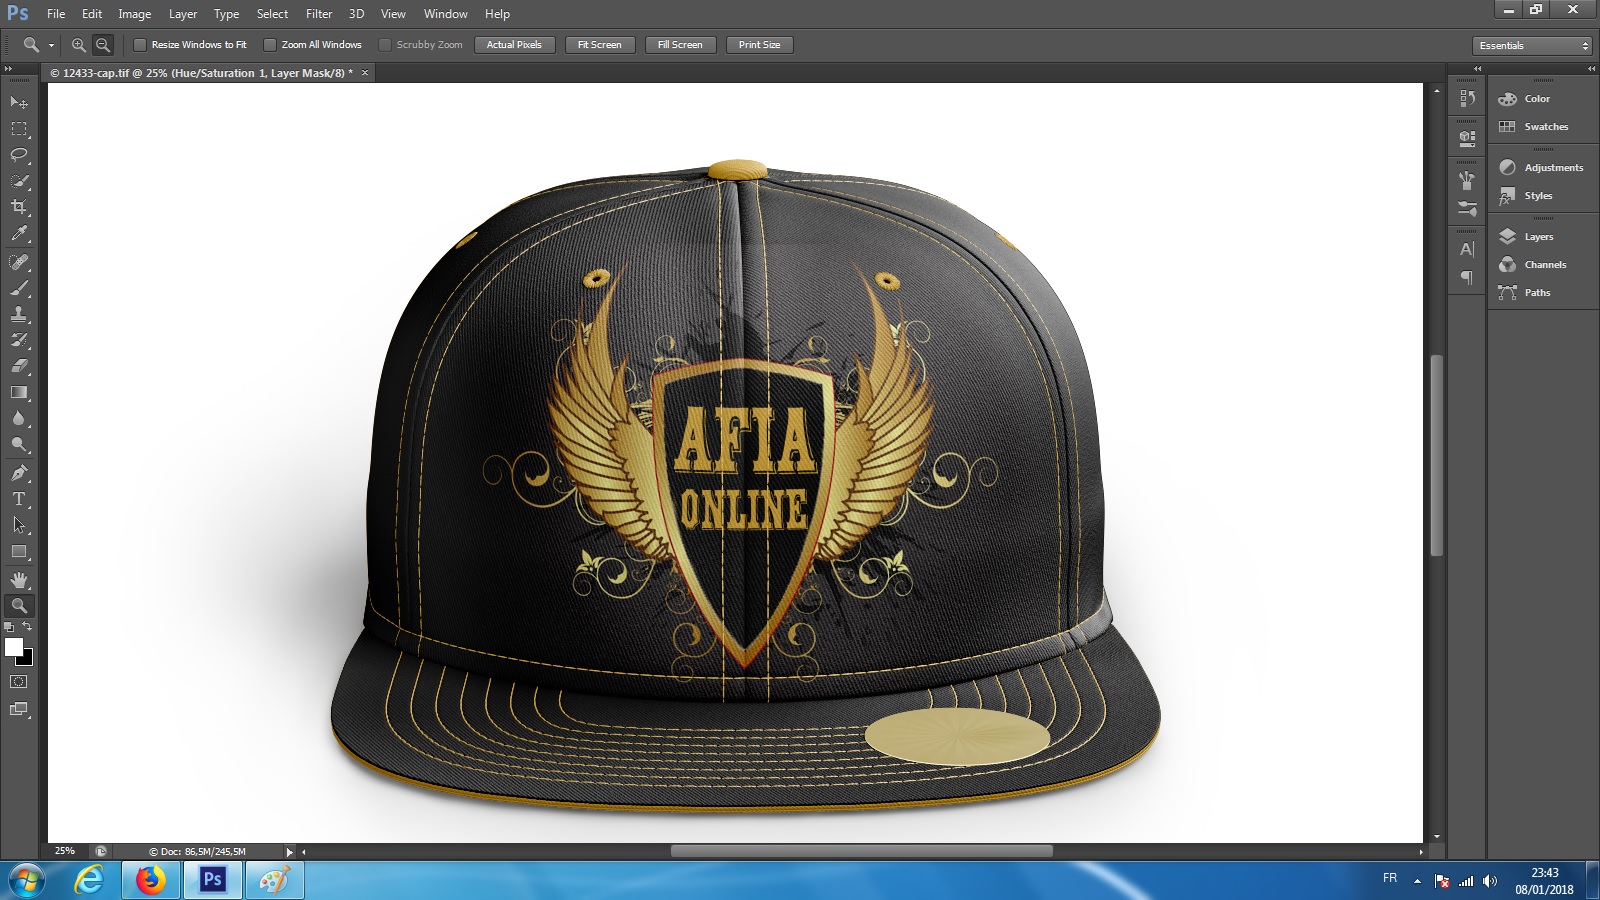 Ps File Edit Image Layer Type Select Filter 3D View Window Help
Resize Windows to Fit Zoom All Windows Scrubby Zoom Actual Pixels Fit Screen Fill Screen Print Size Essentials
© 12433-cap.tif @ 25% (Hue/Saturation 1, Layer Mask/8) * ×
Color
Swatches
Adjustments
Styles
Layers
Channels
Paths
AFIA
ONLINE
25% © Doc: 86,5M/245,5M
Ps FR 23:43
08/01/2018